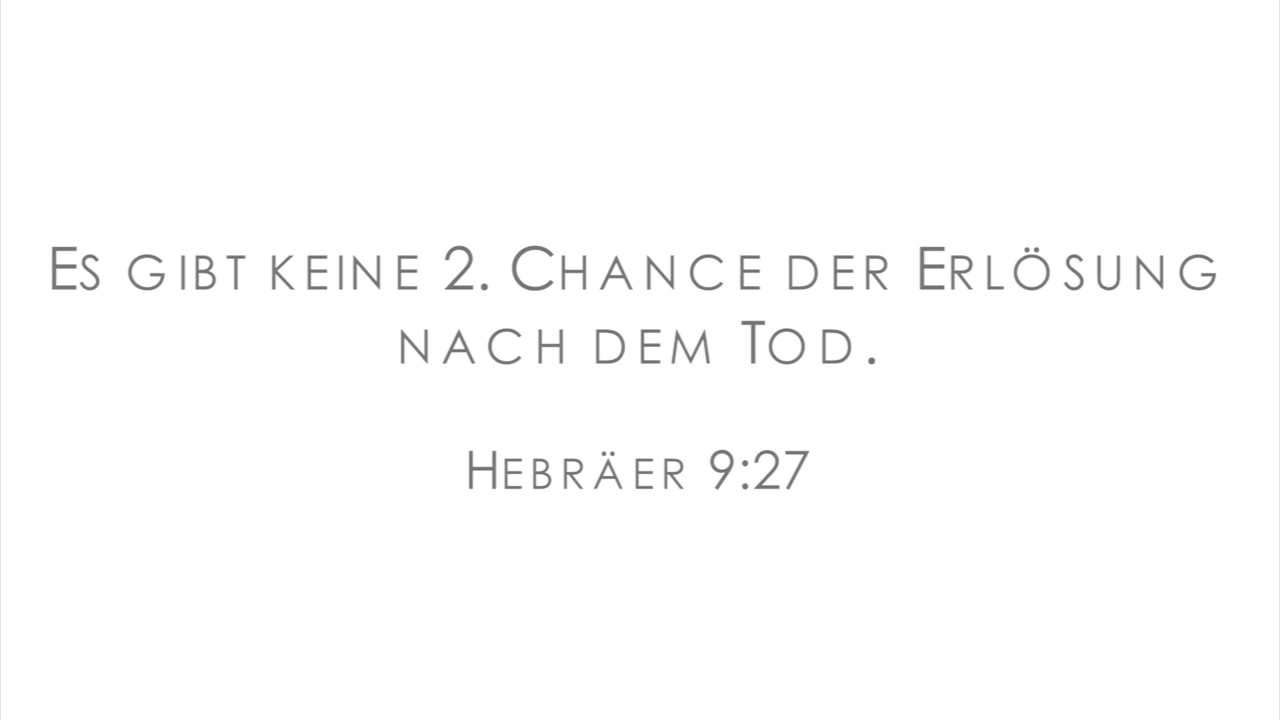 Es gibt keine 2. Chance der Erlösung
nach dem Tod.
Hebräer 9:27